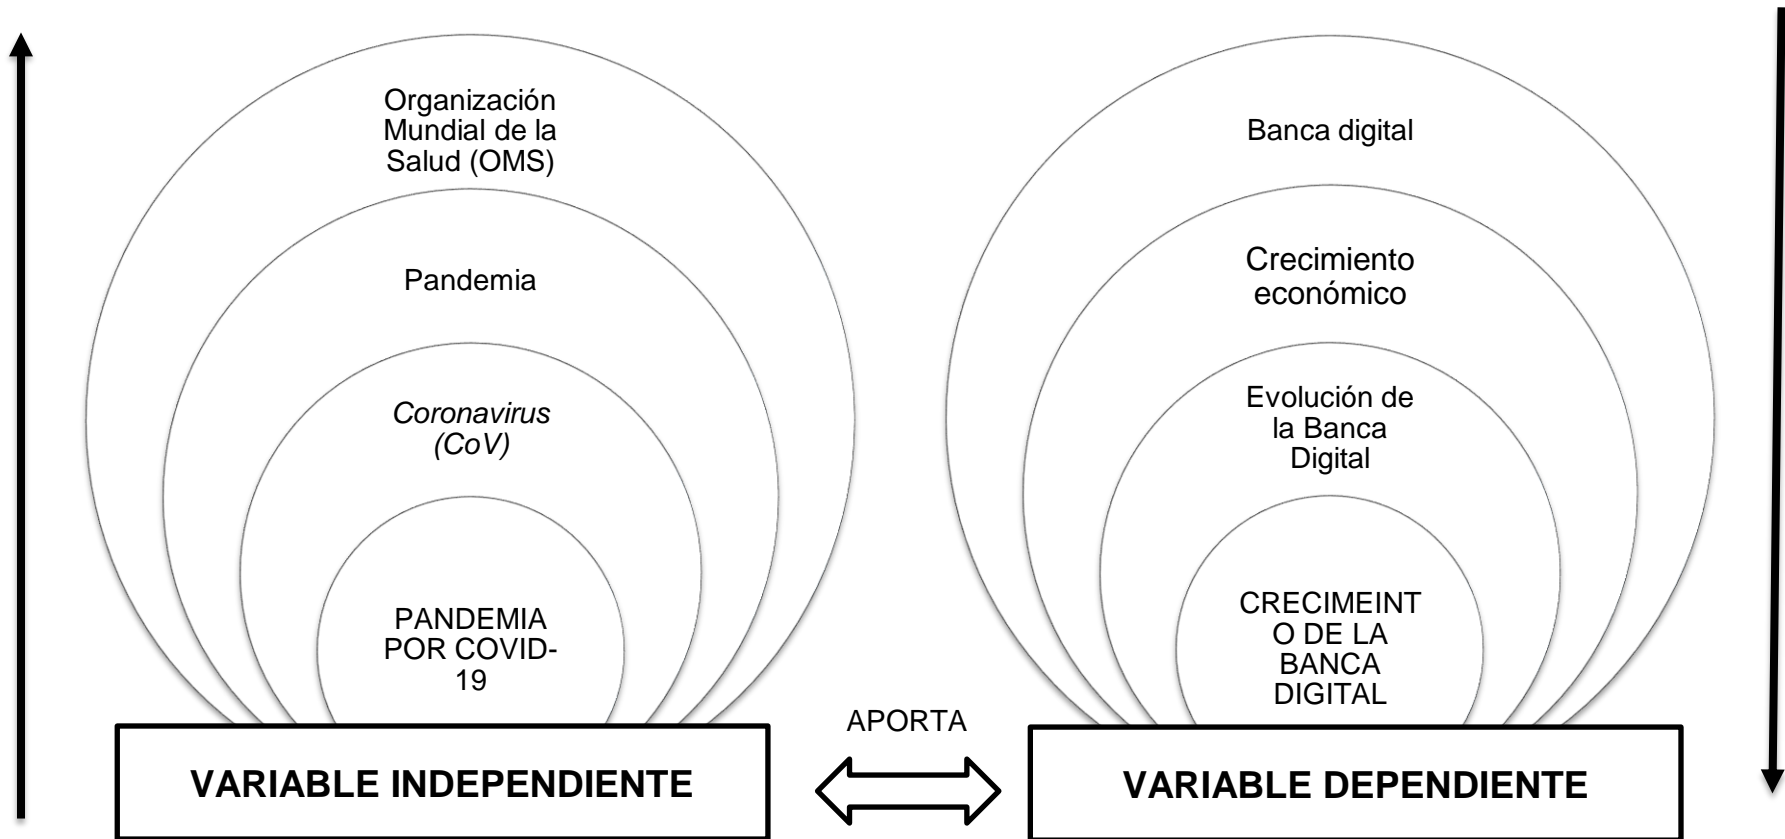 Organización
Mundial de la
Salud (OMS)
Pandemia
Coronavirus
(CoV)
PANDEMIA
POR COVID-
19
VARIABLE INDEPENDIENTE
APORTA
Banca digital
Crecimiento
económico
Evolución de
la Banca
Digital
CRECIMEINT
O DE LA
BANCA
DIGITAL
VARIABLE DEPENDIENTE